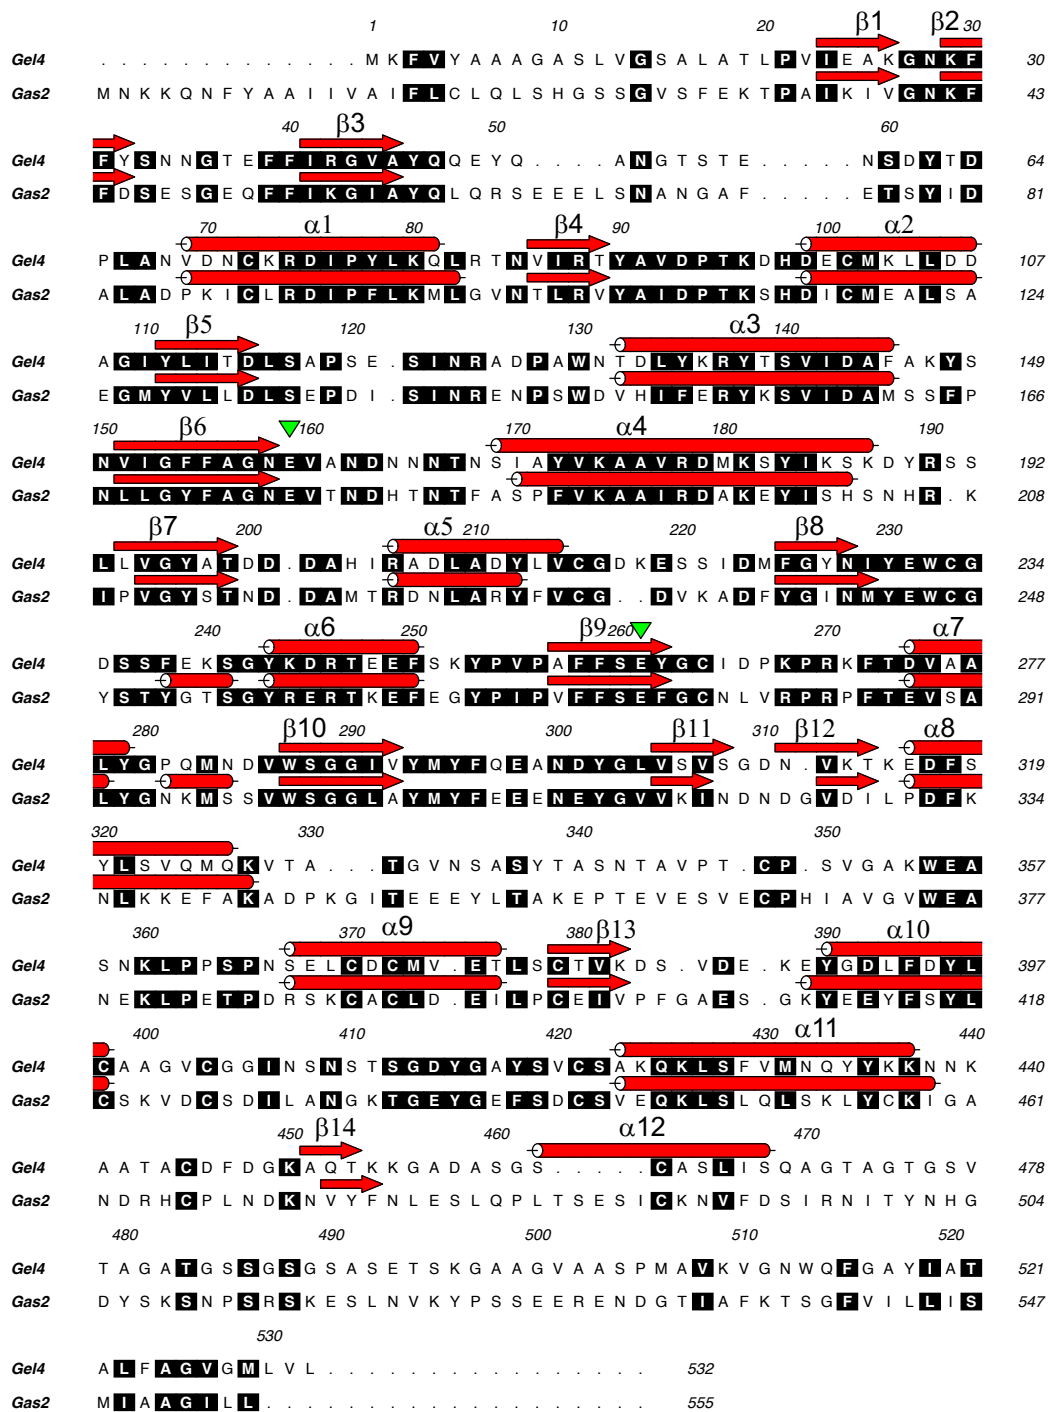 β1 β2
1 10 20 30
Gel4 . . . . . . . . . . . . . M K F V Y A A A G A S L V G S A L A T L P V I E A K G N K F 30
Gas2 M N K K Q N F Y A A I I V A I F L C L Q L S H G S S G V S F E K T P A I K I V G N K F 43
β3
40 50 60
Gel4 F Y S N N G T E F F I R G V A Y Q Q E Y Q . . . . A N G T S T E . . . . . N S D Y T D 64
Gas2 F D S E S G E Q F F I K G I A Y Q L Q R S E E E L S N A N G A F . . . . . E T S Y I D 81
α1 β4 α2
70 80 90 100
Gel4 P L A N V D N C K R D I P Y L K Q L R T N V I R T Y A V D P T K D H D E C M K L L D D 107
Gas2 A L A D P K I C L R D I P F L K M L G V N T L R V Y A I D P T K S H D I C M E A L S A 124
β5 α3
110 120 130 140
Gel4 A G I Y L I T D L S A P S E . S I N R A D P A W N T D L Y K R Y T S V I D A F A K Y S 149
Gas2 E G M Y V L L D L S E P D I . S I N R E N P S W D V H I F E R Y K S V I D A M S S F P 166
β6 α4
150 160 170 180 190
Gel4 N V I G F F A G N E V A N D N N N T N S I A Y V K A A V R D M K S Y I K S K D Y R S S 192
Gas2 N L L G Y F A G N E V T N D H T N T F A S P F V K A A I R D A K E Y I S H S N H R . K 208
β7 α5 β8
200 210 220 230
Gel4 L L V G Y A T D D . D A H I R A D L A D Y L V C G D K E S S I D M F G Y N I Y E W C G 234
Gas2 I P V G Y S T N D . D A M T R D N L A R Y F V C G . . D V K A D F Y G I N M Y E W C G 248
α6 β9 α7
240 250 260 270
Gel4 D S S F E K S G Y K D R T E E F S K Y P V P A F F S E Y G C I D P K P R K F T D V A A 277
Gas2 Y S T Y G T S G Y R E R T K E F E G Y P I P V F F S E F G C N L V R P R P F T E V S A 291
β10 β11 β12 α8
280 290 300 310
Gel4 L Y G P Q M N D V W S G G I V Y M Y F Q E A N D Y G L V S V S G D N . V K T K E D F S 319
Gas2 L Y G N K M S S V W S G G L A Y M Y F E E E N E Y G V V K I N D N D G V D I L P D F K 334
320 330 340 350
Gel4 Y L S V Q M Q K V T A . . . T G V N S A S Y T A S N T A V P T . C P . S V G A K W E A 357
Gas2 N L K K E F A K A D P K G I T E E E Y L T A K E P T E V E S V E C P H I A V G V W E A 377
α9 β13 α10
360 370 380 390
Gel4 S N K L P P S P N S E L C D C M V . E T L S C T V K D S . V D E . K E Y G D L F D Y L 397
Gas2 N E K L P E T P D R S K C A C L D . E I L P C E I V P F G A E S . G K Y E E Y F S Y L 418
α11
400 410 420 430 440
Gel4 C A A G V C G G I N S N S T S G D Y G A Y S V C S A K Q K L S F V M N Q Y Y K K N N K 440
Gas2 C S K V D C S D I L A N G K T G E Y G E F S D C S V E Q K L S L Q L S K L Y C K I G A 461
β14 α12
450 460 470
Gel4 A A T A C D F D G K A Q T K K G A D A S G S . . . . . C A S L I S Q A G T A G T G S V 478
Gas2 N D R H C P L N D K N V Y F N L E S L Q P L T S E S I C K N V F D S I R N I T Y N H G 504
480 490 500 510 520
Gel4 T A G A T G S S G S G S A S E T S K G A A G V A A S P M A V K V G N W Q F G A Y I A T 521
Gas2 D Y S K S N P S R S K E S L N V K Y P S S E E R E N D G T I A F K T S G F V I L L I S 547
530
Gel4 A L F A G V G M L V L . . . . . . . . . . . . . . . . 532
Gas2 M I A A G I L L . . . . . . . . . . . . . . . . . . . 555